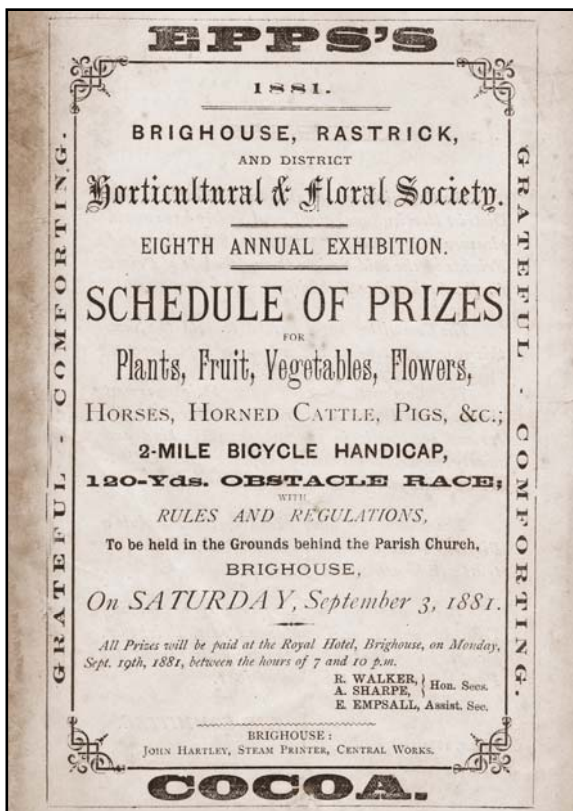 EPPS'S
1881.
BRIGHOUSE, RASTRICK,
AND DISTRICT
Horticultural & Floral Society.
EIGHTH ANNUAL EXHIBITION.
SCHEDULE OF PRIZES
FOR
Plants, Fruit, Vegetables, Flowers,
HORSES, HORNED CATTLE, PIGS, &C.;
2-MILE BICYCLE HANDICAP,
120-Yds. OBSTACLE RACE;
WITH
RULES AND REGULATIONS,
To be held in the Grounds behind the Parish Church,
BRIGHOUSE,
On SATURDAY, September 3, 1881.
All Prizes will be paid at the Royal Hotel, Brighouse, on Monday,
Sept. 19th, 1881, between the hours of 7 and 10 p.m.
R. WALKER,
A. SHARPE, } Hon. Secs.
E. EMPSALL, Assist. Sec.
BRIGHOUSE:
JOHN HARTLEY, STEAM PRINTER, CENTRAL WORKS.
COCOA.
GRATEFUL - COMFORTING.
GRATEFUL - COMFORTING.